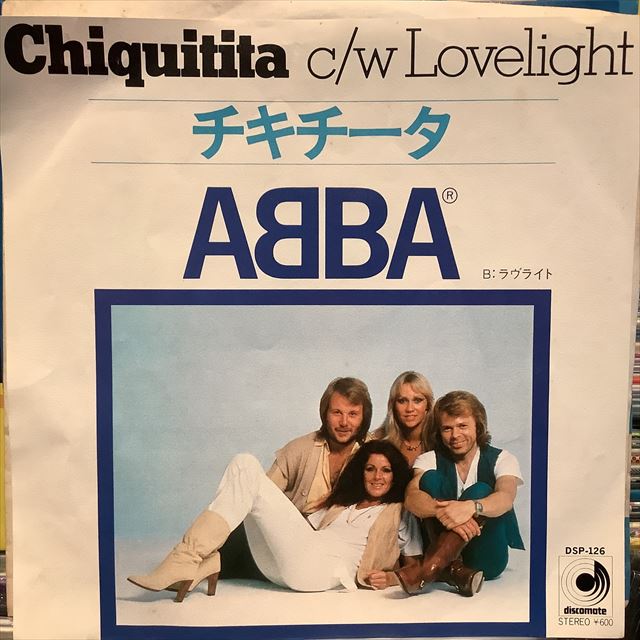 Chiquitita c/w Lovelight
チキチータ
ABBA®
B:ラヴライト
DSP-126
discomate
STEREO ¥600